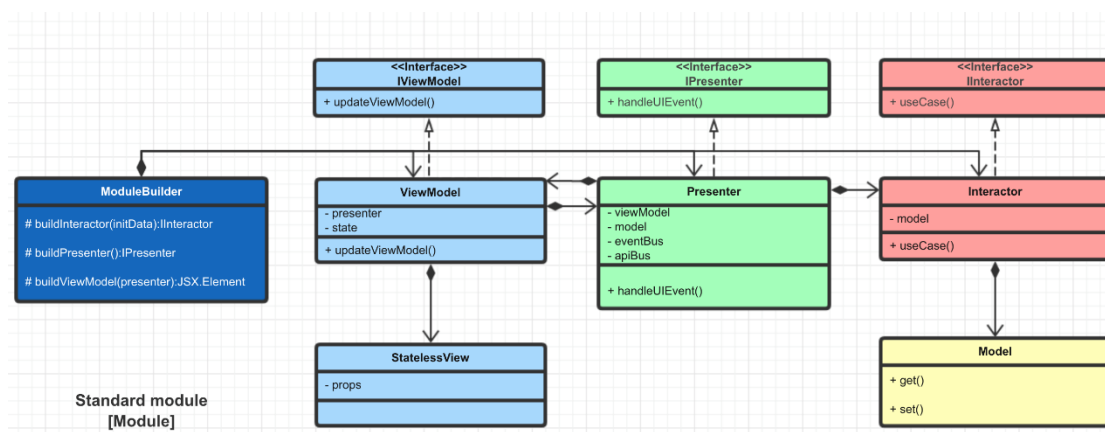 <<Interface>>
IViewModel
+ updateViewModel()
<<Interface>>
IPresenter
+ handleUIEvent()
<<Interface>>
IInteractor
+ useCase()
ModuleBuilder
# buildInteractor(initData):IInteractor
# buildPresenter():IPresenter
# buildViewModel(presenter):JSX.Element
ViewModel
- presenter
- state
+ updateViewModel()
Presenter
- viewModel
- model
- eventBus
- apiBus
+ handleUIEvent()
Interactor
- model
+ useCase()
StatelessView
- props
Model
+ get()
+ set()
Standard module
[Module]